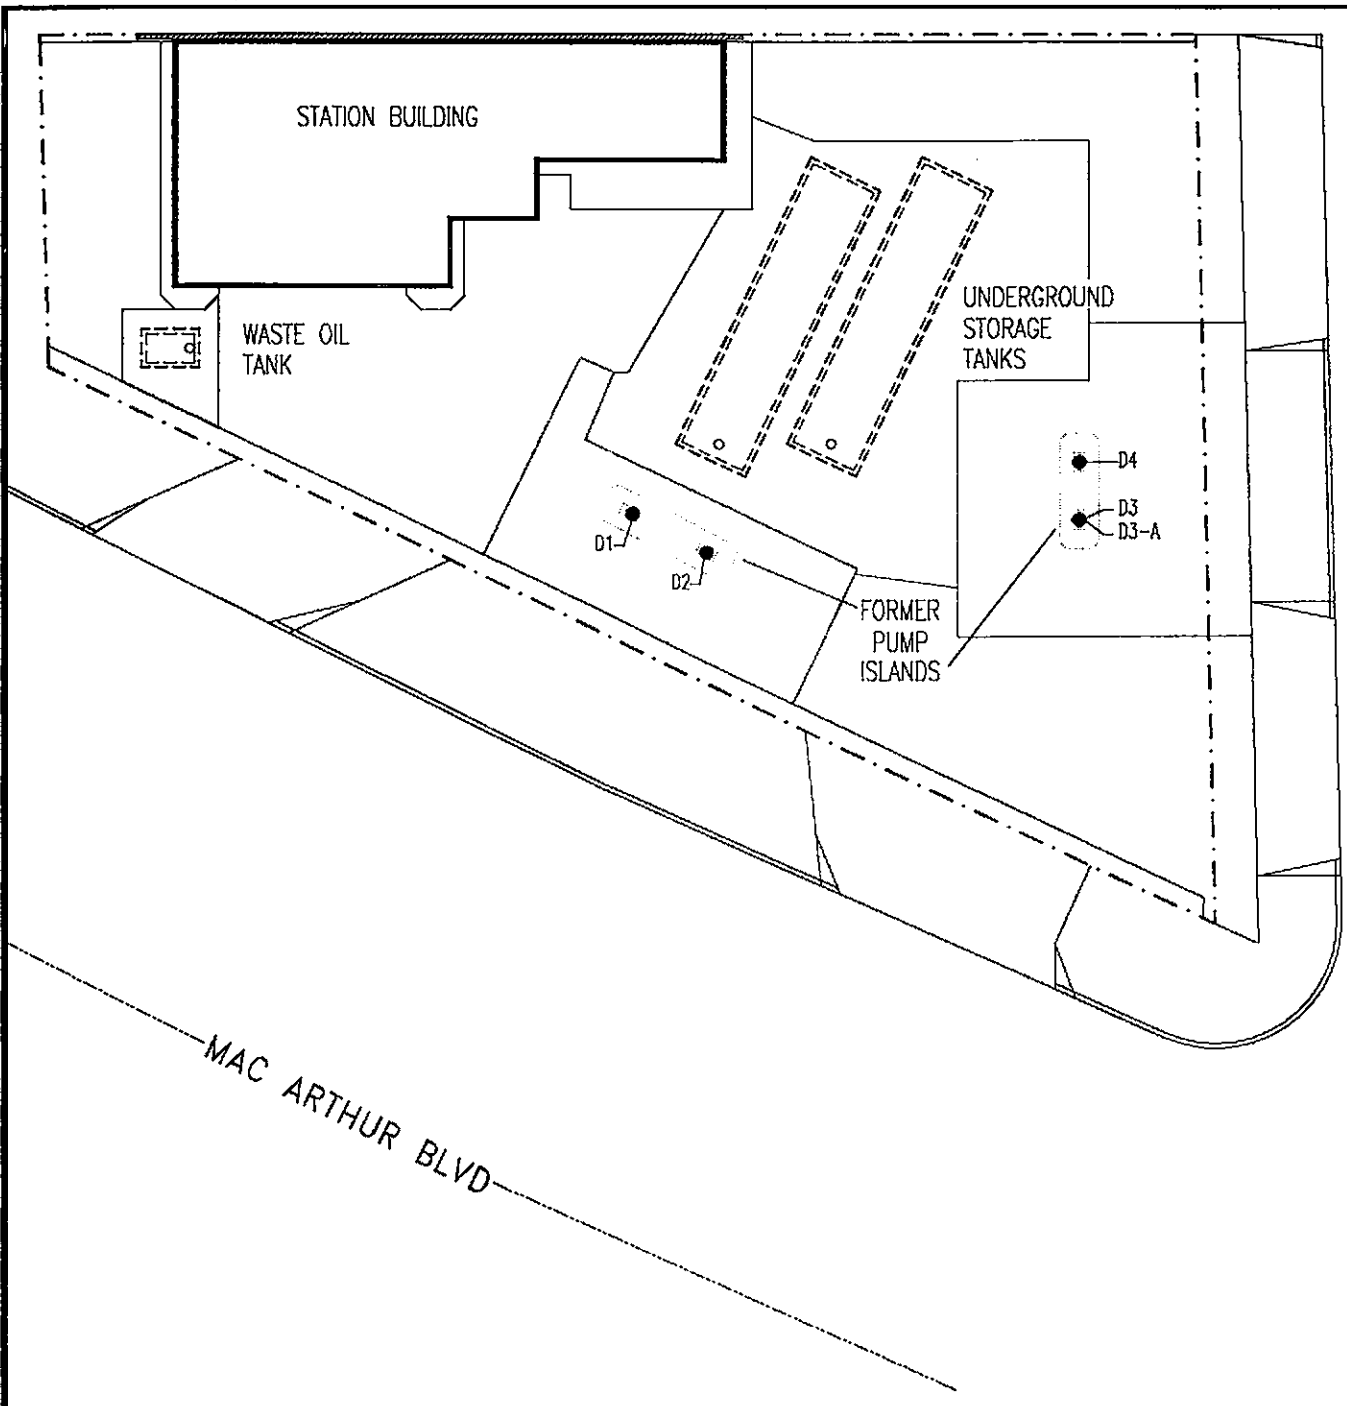 STATION BUILDING
WASTE OIL
TANK
UNDERGROUND
STORAGE
TANKS
D4
D3
D3-A
D1
D2
FORMER
PUMP
ISLANDS
MAC ARTHUR BLVD